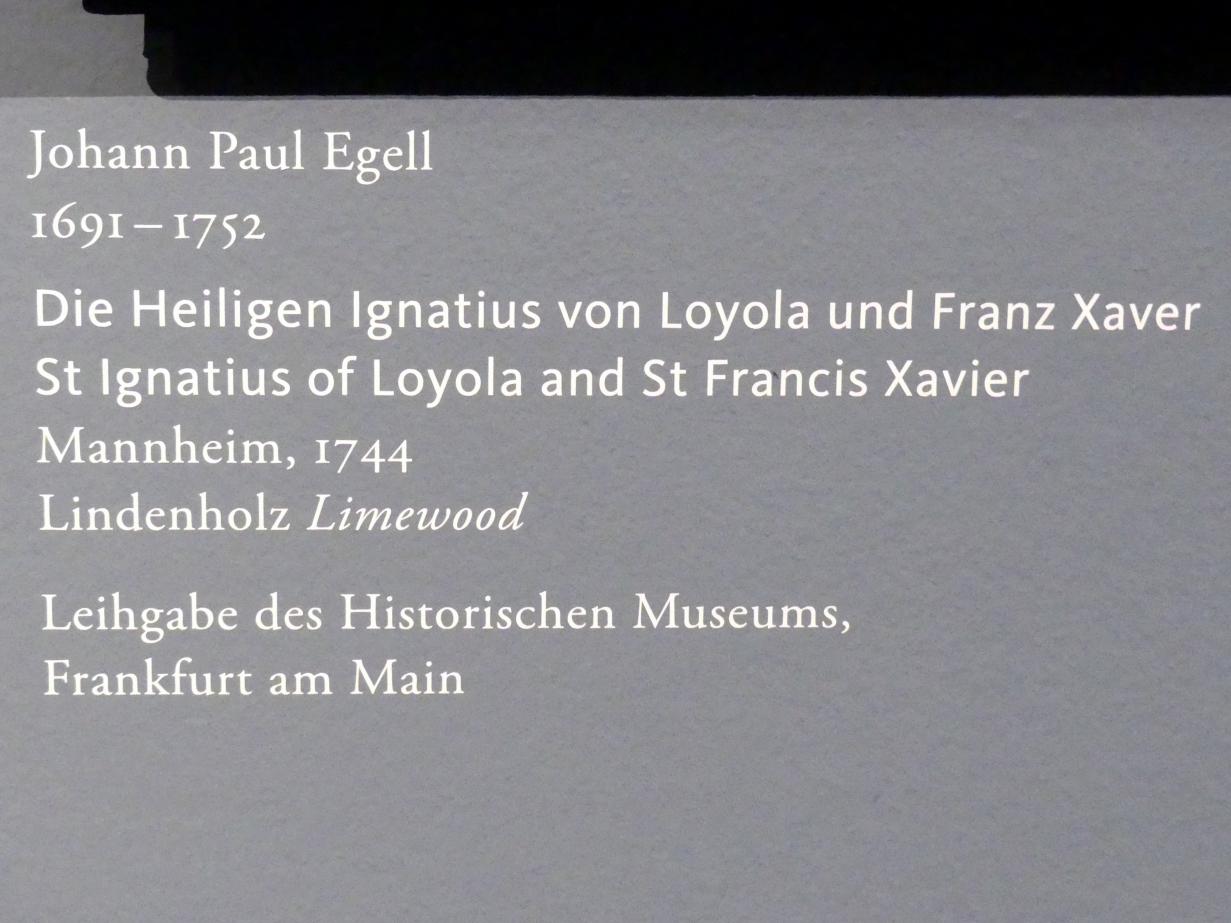 Johann Paul Egell
1691 – 1752
Die Heiligen Ignatius von Loyola und Franz Xaver
St Ignatius of Loyola and St Francis Xavier
Mannheim, 1744
Lindenholz Limewood
Leihgabe des Historischen Museums,
Frankfurt am Main